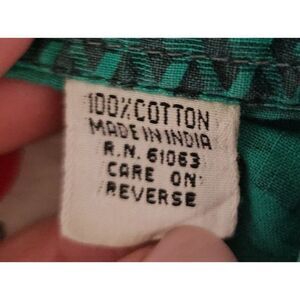 100% COTTON
MADE IN INDIA
R.N. 61063
CARE ON
REVERSE